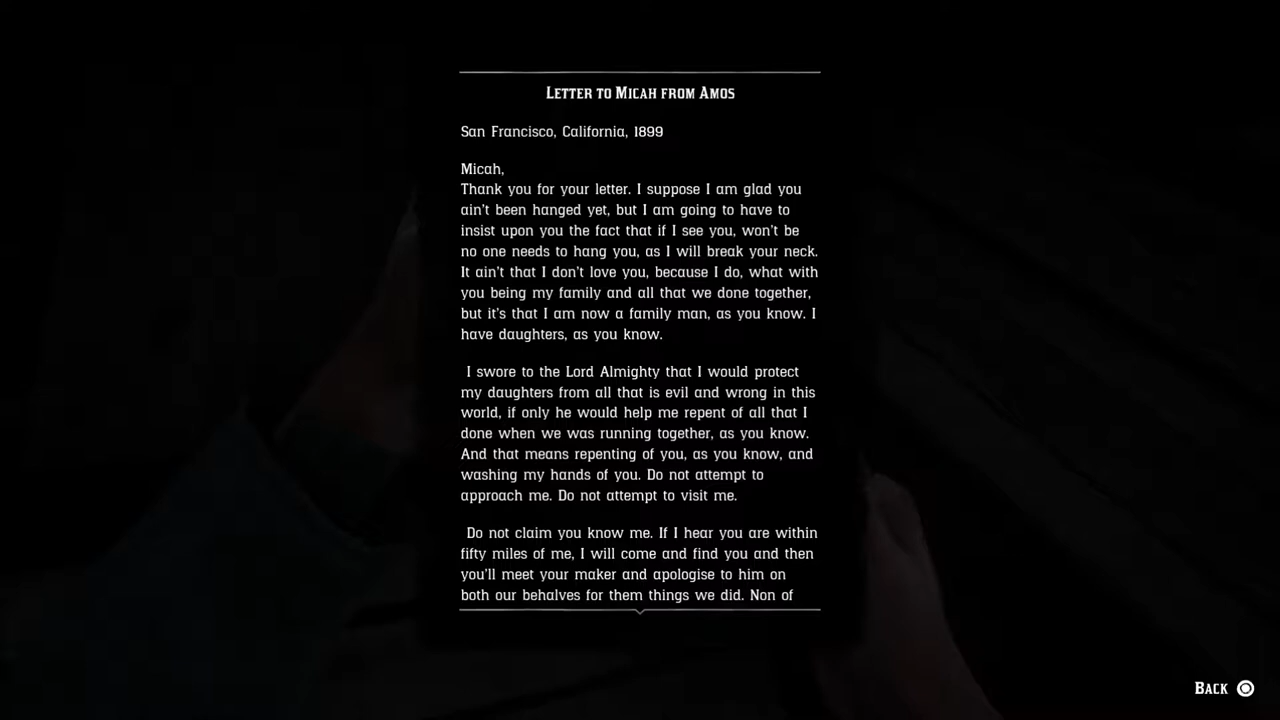 Letter to Micah from Amos
San Francisco, California, 1899
Micah,
Thank you for your letter. I suppose I am glad you
ain't been hanged yet, but I am going to have to
insist upon you the fact that if I see you, won't be
no one needs to hang you, as I will break your neck.
It ain't that I don't love you, because I do, what with
you being my family and all that we done together,
but it's that I am now a family man, as you know. I
have daughters, as you know.
I swore to the Lord Almighty that I would protect
my daughters from all that is evil and wrong in this
world, if only he would help me repent of all that I
done when we was running together, as you know.
And that means repenting of you, as you know, and
washing my hands of you. Do not attempt to
approach me. Do not attempt to visit me.
Do not claim you know me. If I hear you are within
fifty miles of me, I will come and find you and then
you'll meet your maker and apologise to him on
both our behalves for them things we did. Non of
Back